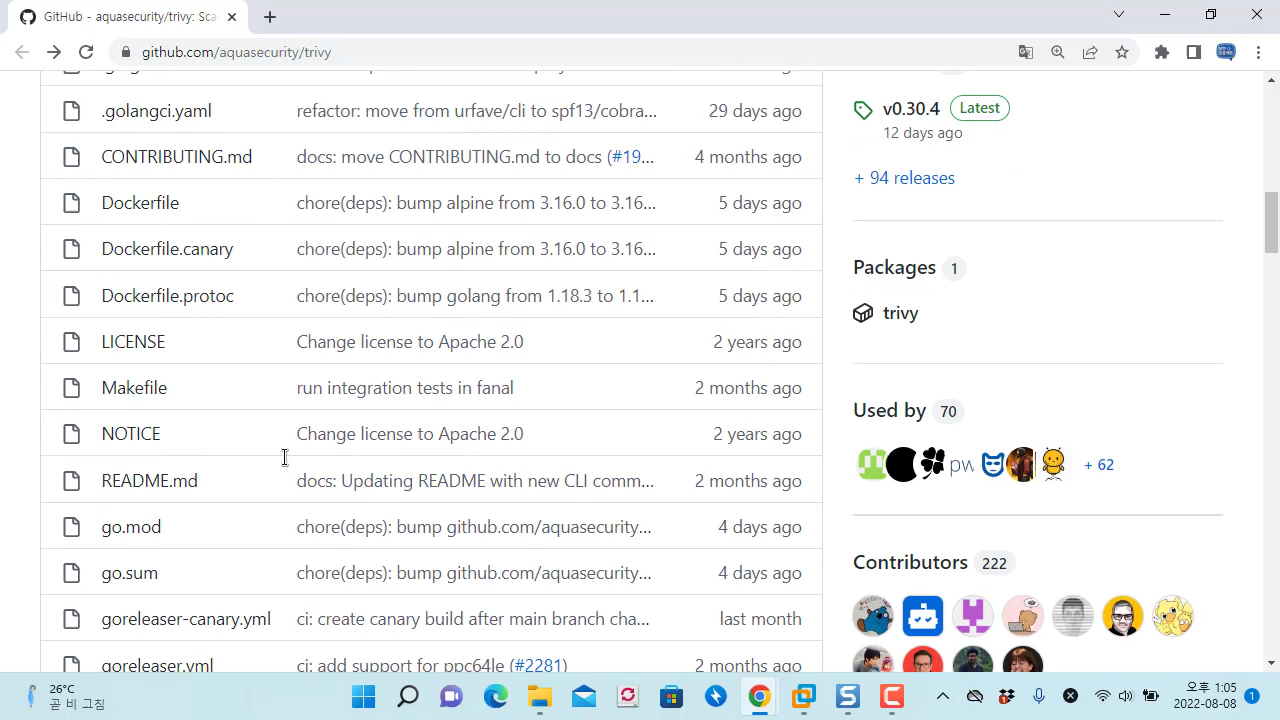 GitHub - aquasecurity/trivy: Sca
github.com/aquasecurity/trivy
.golangci.yaml refactor: move from urfave/cli to spf13/cobra... 29 days ago
CONTRIBUTING.md docs: move CONTRIBUTING.md to docs (#19... 4 months ago
Dockerfile chore(deps): bump alpine from 3.16.0 to 3.16... 5 days ago
Dockerfile.canary chore(deps): bump alpine from 3.16.0 to 3.16... 5 days ago
Dockerfile.protoc chore(deps): bump golang from 1.18.3 to 1.1... 5 days ago
LICENSE Change license to Apache 2.0 2 years ago
Makefile run integration tests in fanal 2 months ago
NOTICE Change license to Apache 2.0 2 years ago
README.md docs: Updating README with new CLI comm... 2 months ago
go.mod chore(deps): bump github.com/aquasecurity... 4 days ago
go.sum chore(deps): bump github.com/aquasecurity... 4 days ago
goreleaser-canary.yml ci: create canary build after main branch cha... last month
goreleaser.yml ci: add support for ppc64le (#2281) 2 months ago
v0.30.4 Latest
12 days ago
+ 94 releases
Packages 1
trivy
Used by 70
pw
+ 62
Contributors 222
26°C
곧 비 그침
오후 1:05
2022-08-08
1